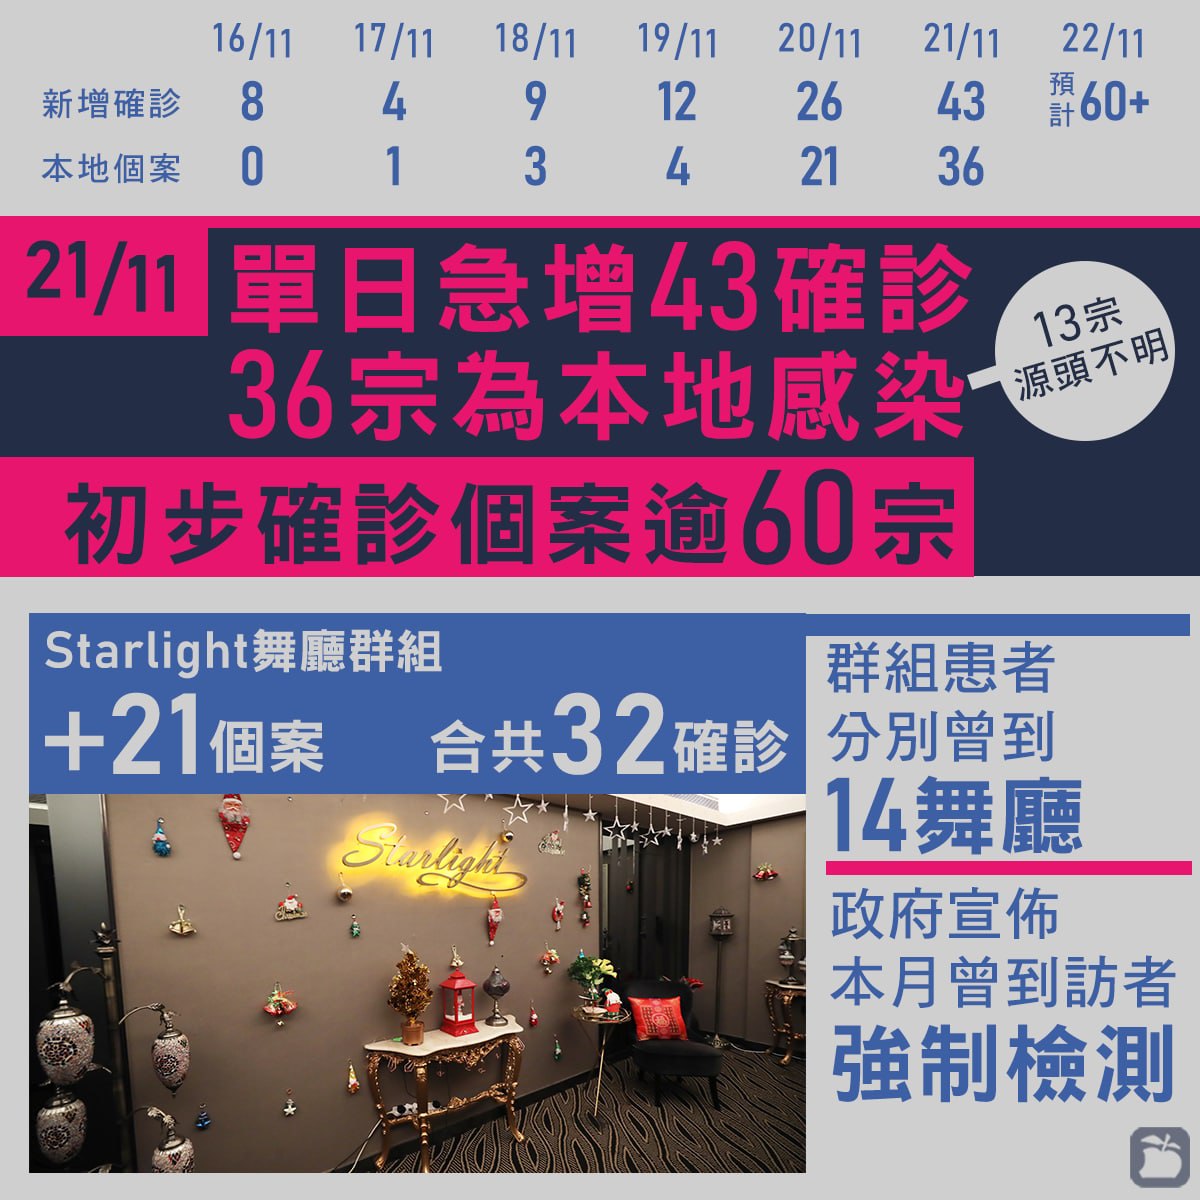 16/11 17/11 18/11 19/11 20/11 21/11 22/11
新增確診 8 4 9 12 26 43 預計60+
本地個案 0 1 3 4 21 36
21/11 單日急增43確診
36宗為本地感染
13宗
源頭不明
初步確診個案逾60宗
Starlight舞廳群組
+21個案 合共32確診
Starlight
群組患者
分別曾到
14舞廳
政府宣佈
本月曾到訪者
強制檢測